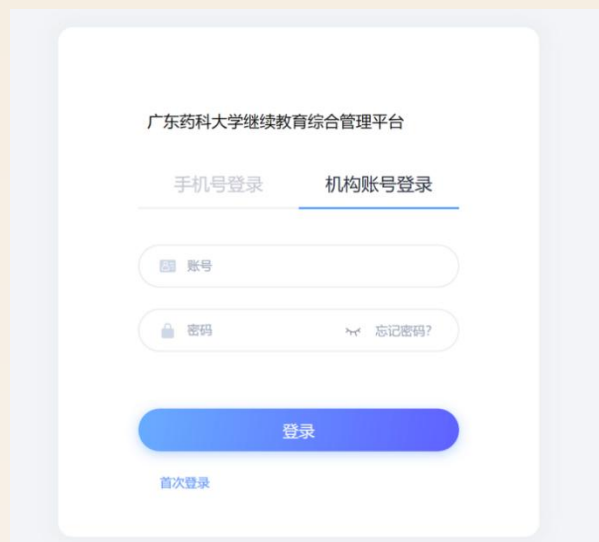 广东药科大学继续教育综合管理平台
手机号登录 机构账号登录
账号
密码 忘记密码?
登录
首次登录